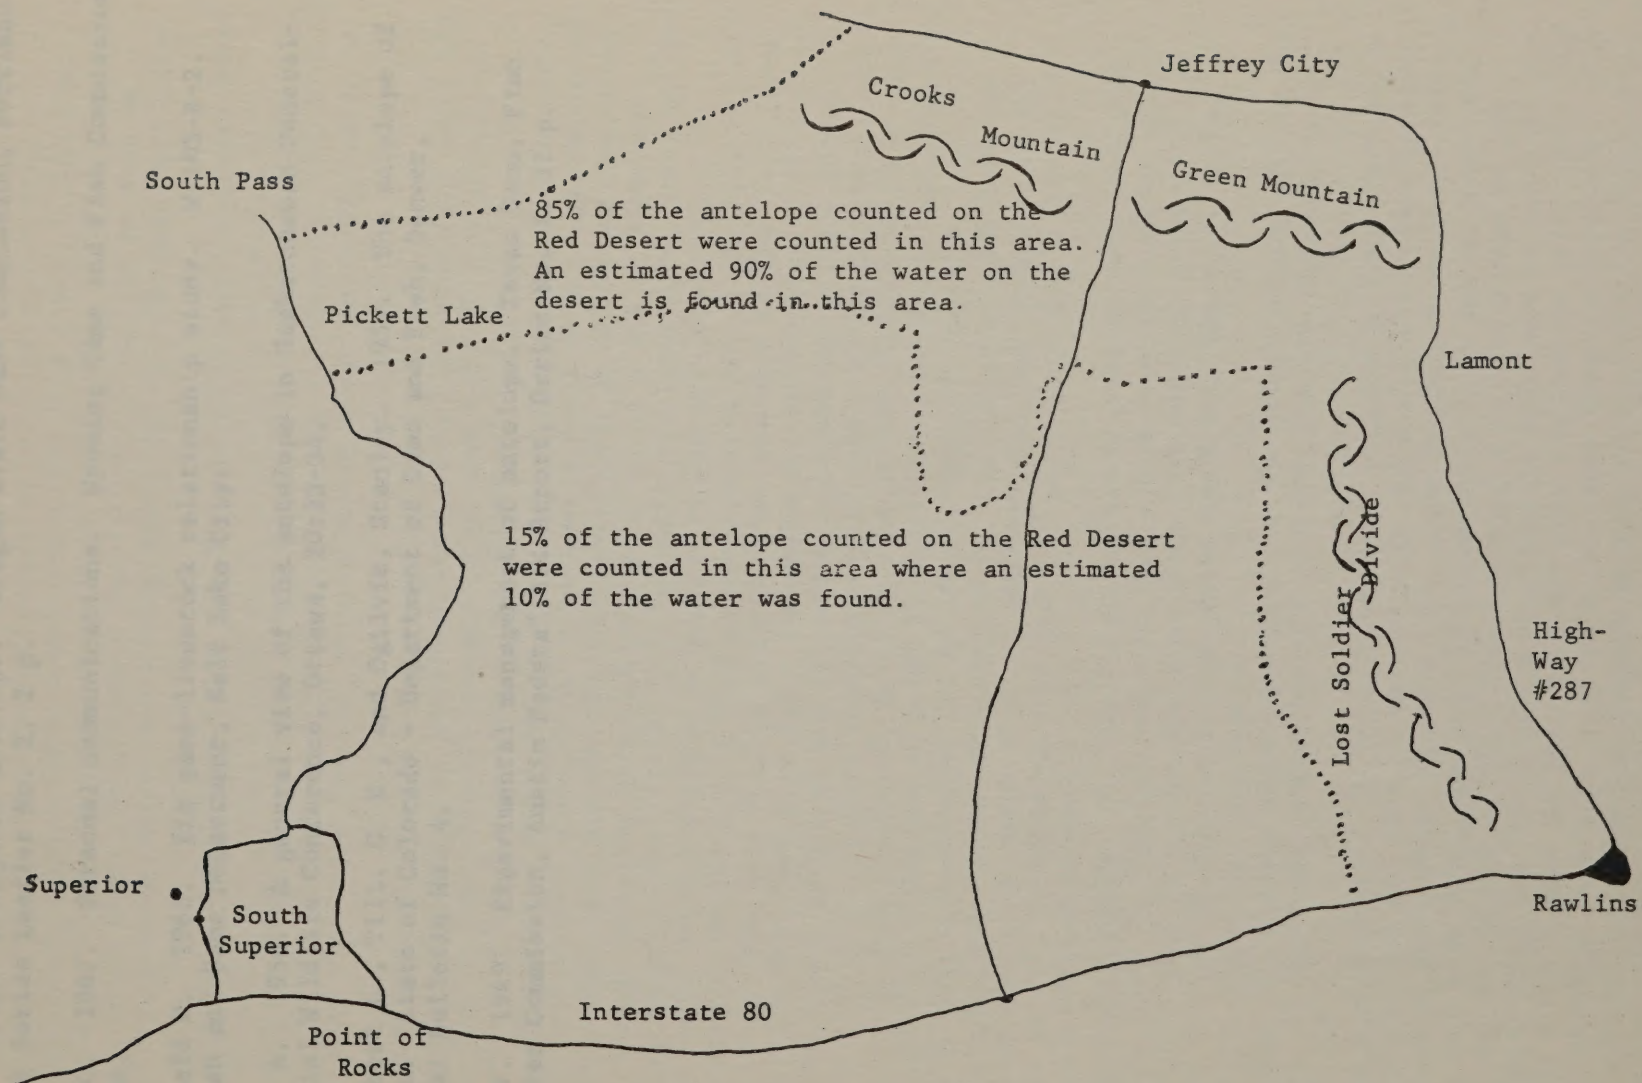 Jeffrey City
Crooks
Mountain
Green Mountain
South Pass
85% of the antelope counted on the
Red Desert were counted in this area.
An estimated 90% of the water on the
desert is found in this area.
Pickett Lake
Lamont
15% of the antelope counted on the Red Desert
were counted in this area where an estimated
10% of the water was found.
Lost Soldier
Divide
High-
Way
#287
Superior
South
Superior
Rawlins
Interstate 80
Point of
Rocks